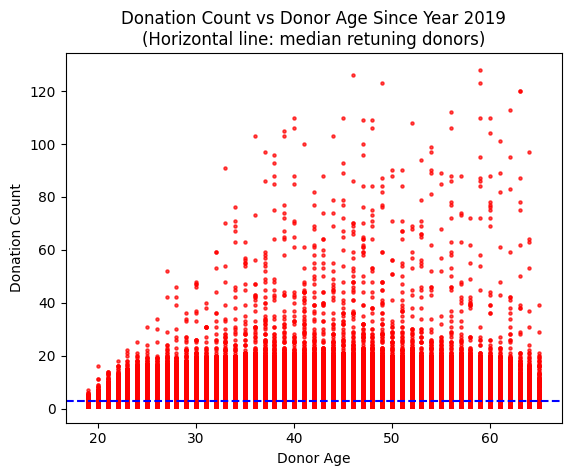 Donation Count vs Donor Age Since Year 2019
(Horizontal line: median retuning donors)
120
100
80
60
40
20
0
Donation Count
20 30 40 50 60
Donor Age